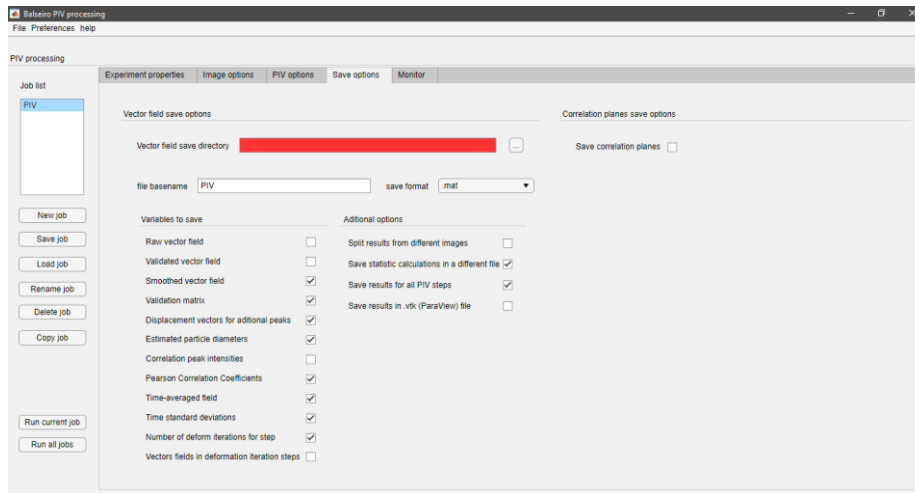 Balseiro PIV processing
File Preferences help
PIV processing
Job list
PIV
New job
Save job
Load job
Rename job
Delete job
Copy job
Run current job
Run all jobs
Experiment properties Image options PIV options Save options Monitor
Vector field save options
Vector field save directory ...
file basename PIV save format .mat
Variables to save
Raw vector field
Validated vector field
Smoothed vector field
Validation matrix
Displacement vectors for aditional peaks
Estimated particle diameters
Correlation peak intensities
Pearson Correlation Coefficients
Time-averaged field
Time standard deviations
Number of deform iterations for step
Vectors fields in deformation iteration steps
Aditional options
Split results from different images
Save statistic calculations in a different file
Save results for all PIV steps
Save results in .vtk (ParaView) file
Correlation planes save options
Save correlation planes